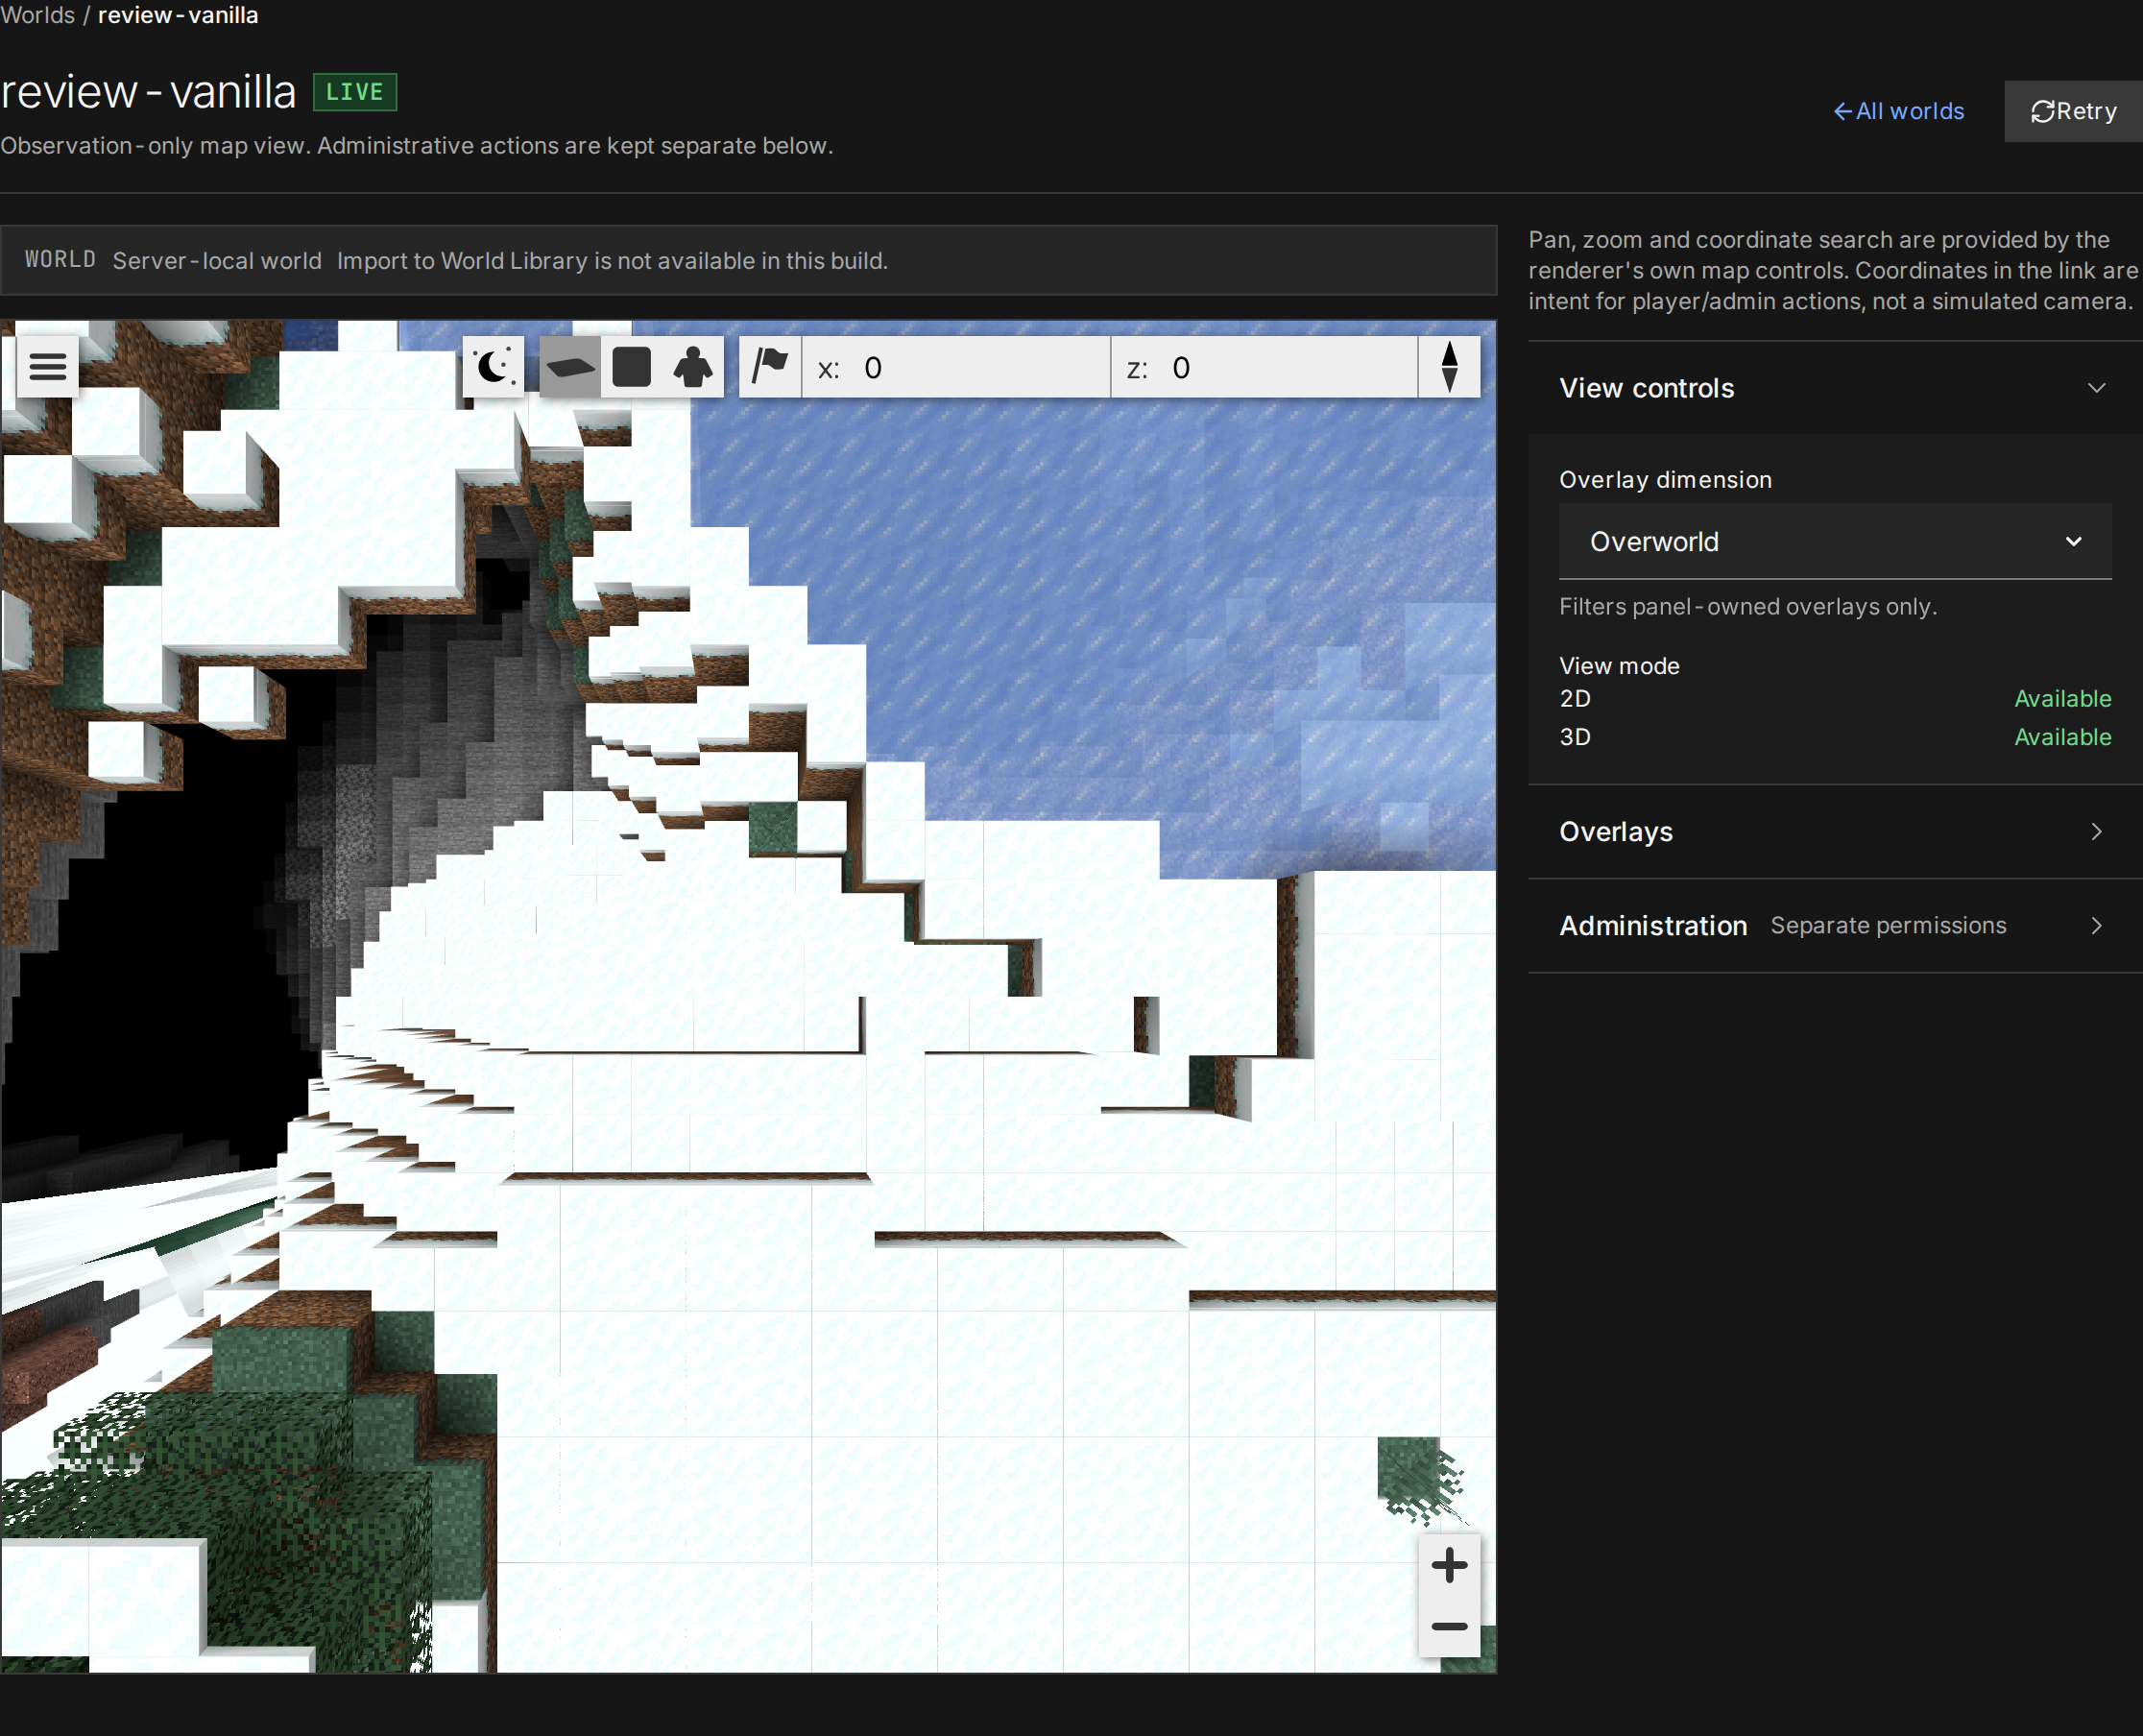 Worlds / review-vanilla
review-vanilla LIVE
← All worlds
Retry
Observation-only map view. Administrative actions are kept separate below.
WORLD Server-local world Import to World Library is not available in this build.
x: 0
z: 0
Pan, zoom and coordinate search are provided by the
renderer's own map controls. Coordinates in the link are
intent for player/admin actions, not a simulated camera.
View controls
Overlay dimension
Overworld
Filters panel-owned overlays only.
View mode
2D Available
3D Available
Overlays
Administration Separate permissions